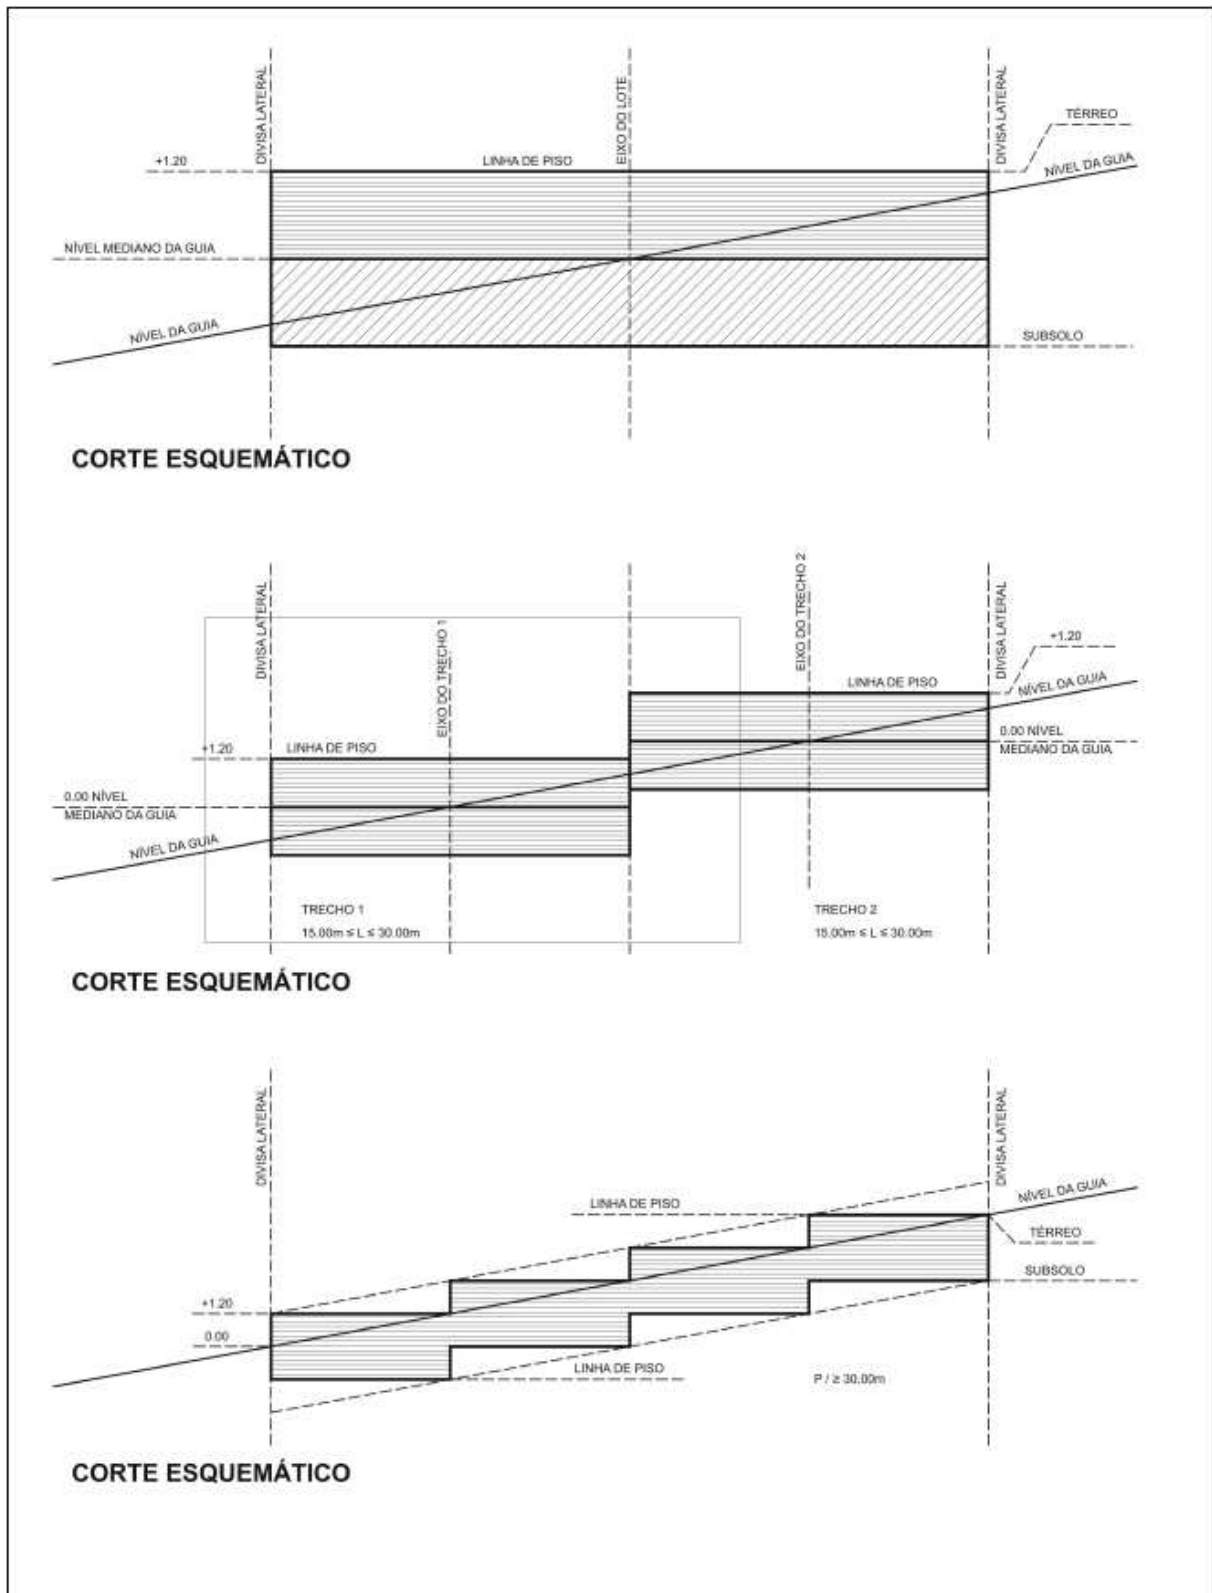 DIVISA LATERAL
EIXO DO LOTE
DIVISA LATERAL
TÉRREO
+1.20
LINHA DE PISO
NÍVEL DA GUIA
NÍVEL MEDIANO DA GUIA
NÍVEL DA GUIA
SUBSOLO
CORTE ESQUEMÁTICO
DIVISA LATERAL
EIXO DO TRECHO 1
EIXO DO TRECHO 2
DIVISA LATERAL
+1.20
LINHA DE PISO
NÍVEL DA GUIA
+1.20
LINHA DE PISO
0.00 NÍVEL
MEDIANO DA GUIA
0.00 NÍVEL
MEDIANO DA GUIA
NÍVEL DA GUIA
TRECHO 1
15.00m ≤ L ≤ 30.00m
TRECHO 2
15.00m ≤ L ≤ 30.00m
CORTE ESQUEMÁTICO
DIVISA LATERAL
DIVISA LATERAL
LINHA DE PISO
NÍVEL DA GUIA
TÉRREO
SUBSOLO
+1.20
0.00
LINHA DE PISO
P / ≥ 30.00m
CORTE ESQUEMÁTICO